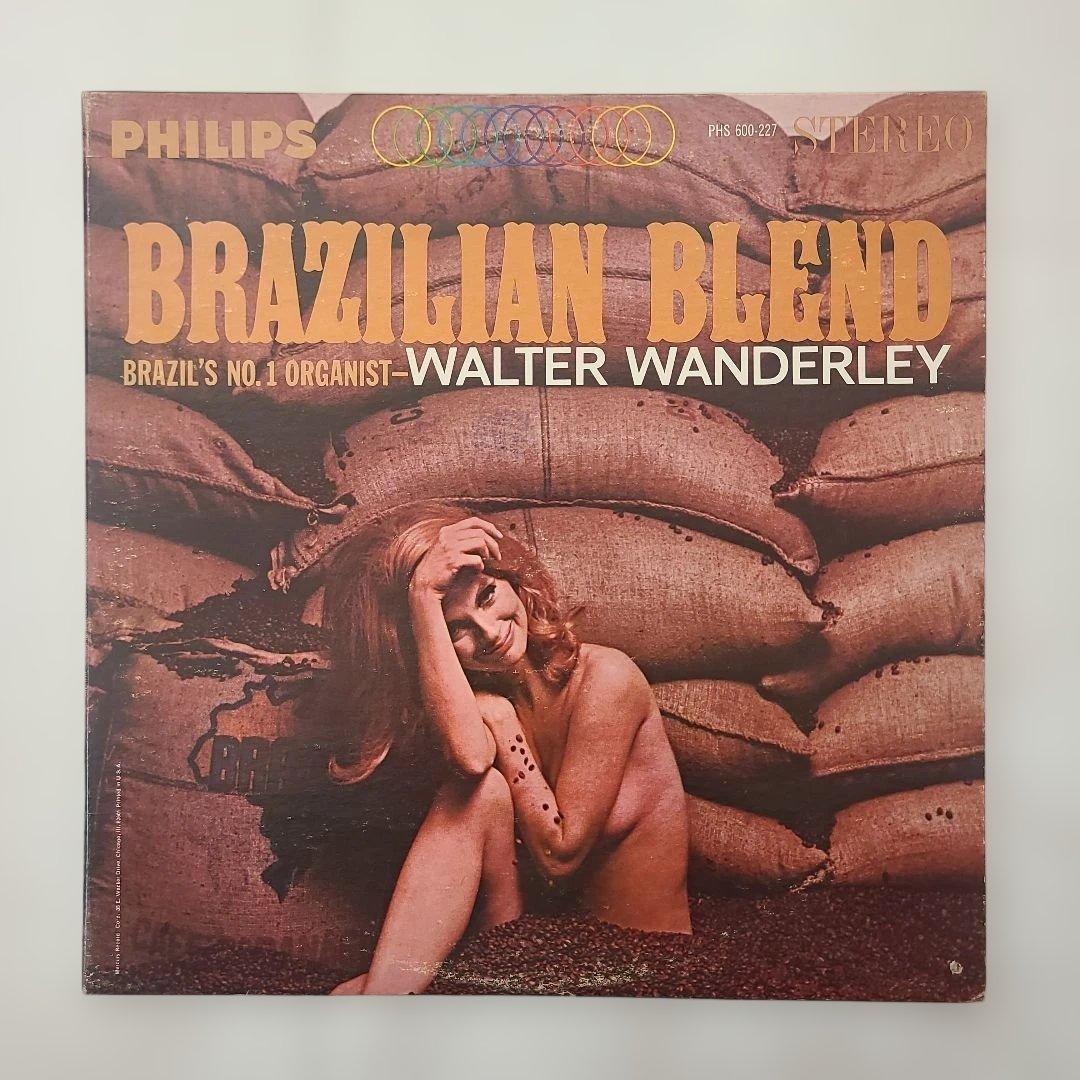 PHILIPS
PHS 600-227
STEREO
BRAZILIAN BLEND
BRAZIL'S NO. 1 ORGANIST–WALTER WANDERLEY